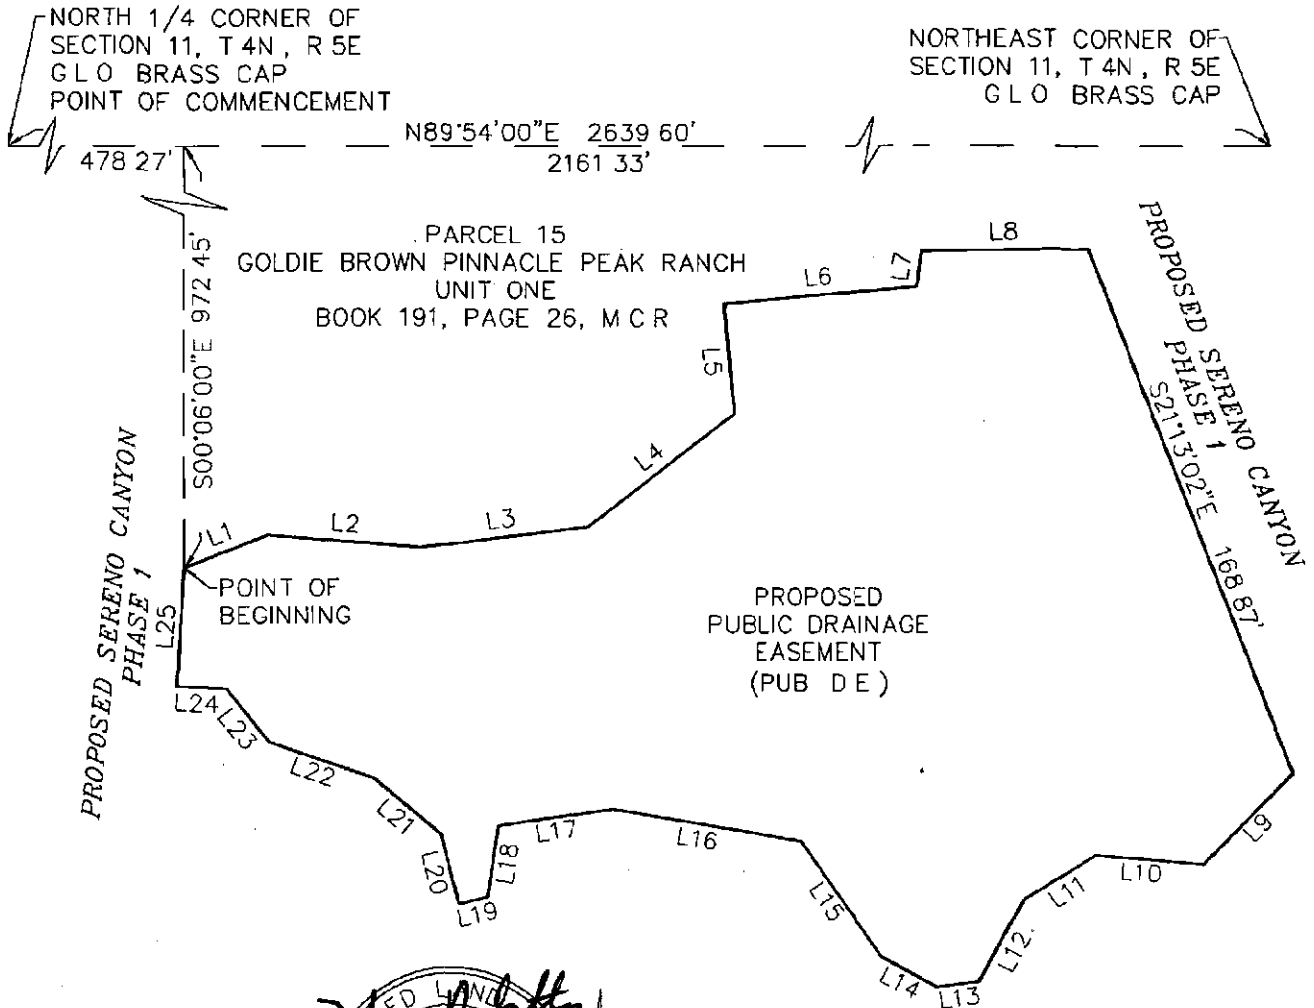 NORTH 1/4 CORNER OF
SECTION 11, T 4N, R 5E
G L O BRASS CAP
POINT OF COMMENCEMENT
NORTHEAST CORNER OF
SECTION 11, T 4N, R 5E
G L O BRASS CAP
N89°54'00"E 2639 60'
478 27'
2161 33'
S00°06'00"E 972 45'
PARCEL 15
GOLDIE BROWN PINNACLE PEAK RANCH
UNIT ONE
BOOK 191, PAGE 26, M C R
L8
L7
L6
L5
L4
L3
L2
L1
PROPOSED SERENO CANYON
PHASE 1
S21°13'02"E 168 87'
POINT OF
BEGINNING
PROPOSED SERENO CANYON
PHASE 1
L25
PROPOSED
PUBLIC DRAINAGE
EASEMENT
(PUB D E)
L24
L23
L22
L21
L20
L19
L18
L17
L16
L15
L14
L13
L12
L11
L10
L9
ED LAND